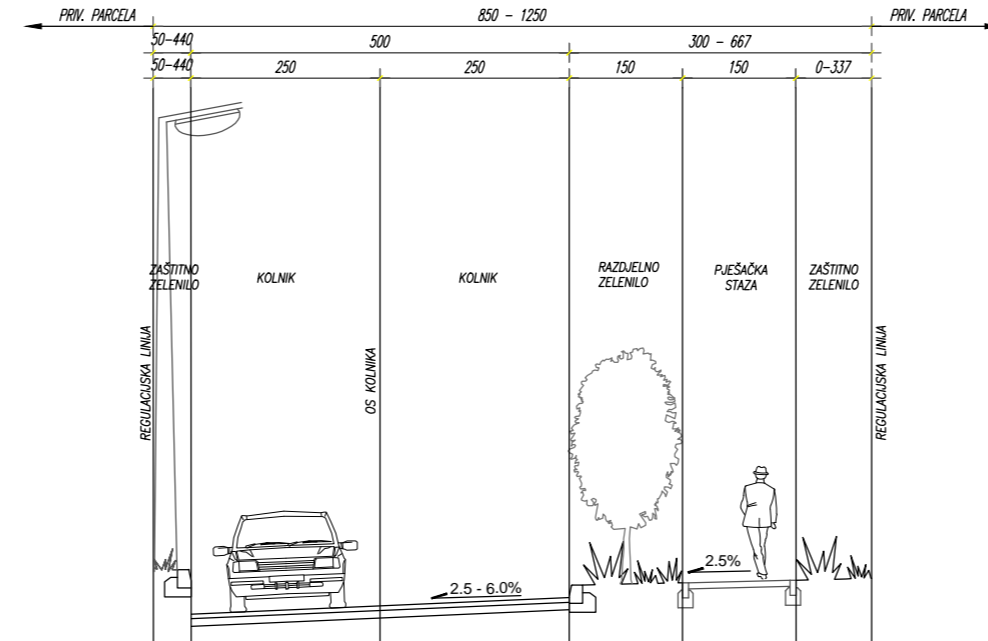 PRIV. PARCELA
850 - 1250
PRIV. PARCELA
50-440
500
300 - 667
50-440
250
250
150
150
0-337
ZAŠTITNO
ZELENILO
KOLNIK
KOLNIK
RAZDJELNO
ZELENILO
PJEŠAČKA
STAZA
ZAŠTITNO
ZELENILO
REGULACIJSKA LINIJA
OS KOLNIKA
REGULACIJSKA LINIJA
2.5 - 6.0%
2.5%